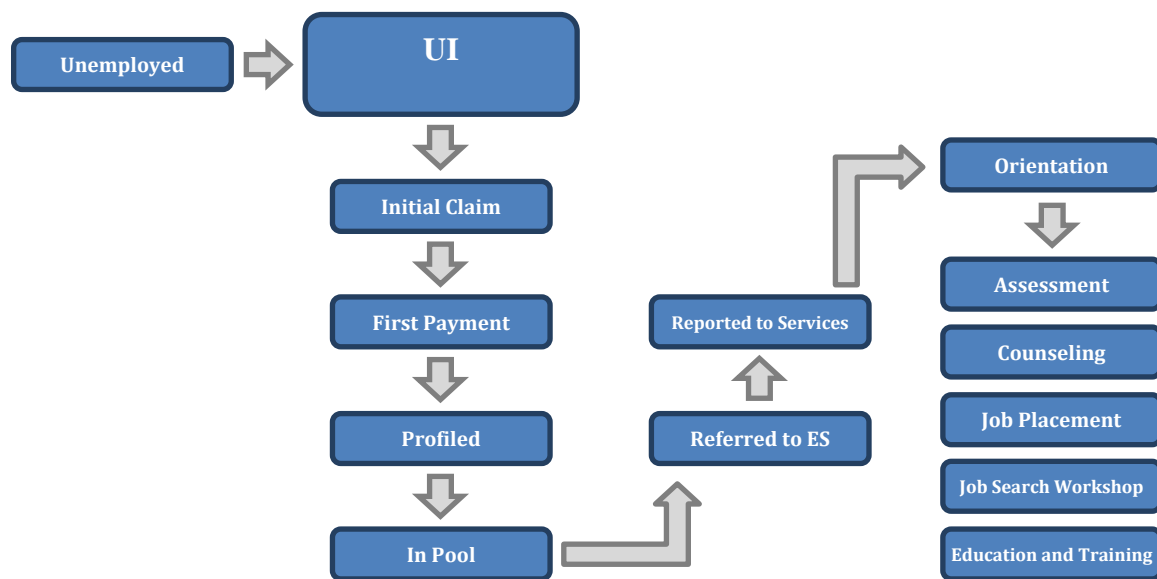 Unemployed
UI
Initial Claim
First Payment
Profiled
In Pool
Referred to ES
Reported to Services
Orientation
Assessment
Counseling
Job Placement
Job Search Workshop
Education and Training